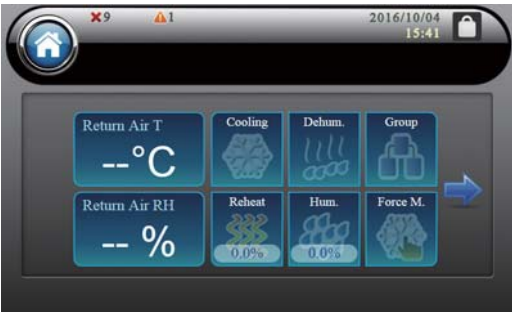 9
1
2016/10/04
15:41
Return Air T
--°C
Cooling
Dehum.
Group
Return Air RH
-- %
Reheat
0.0%
Hum.
0.0%
Force M.